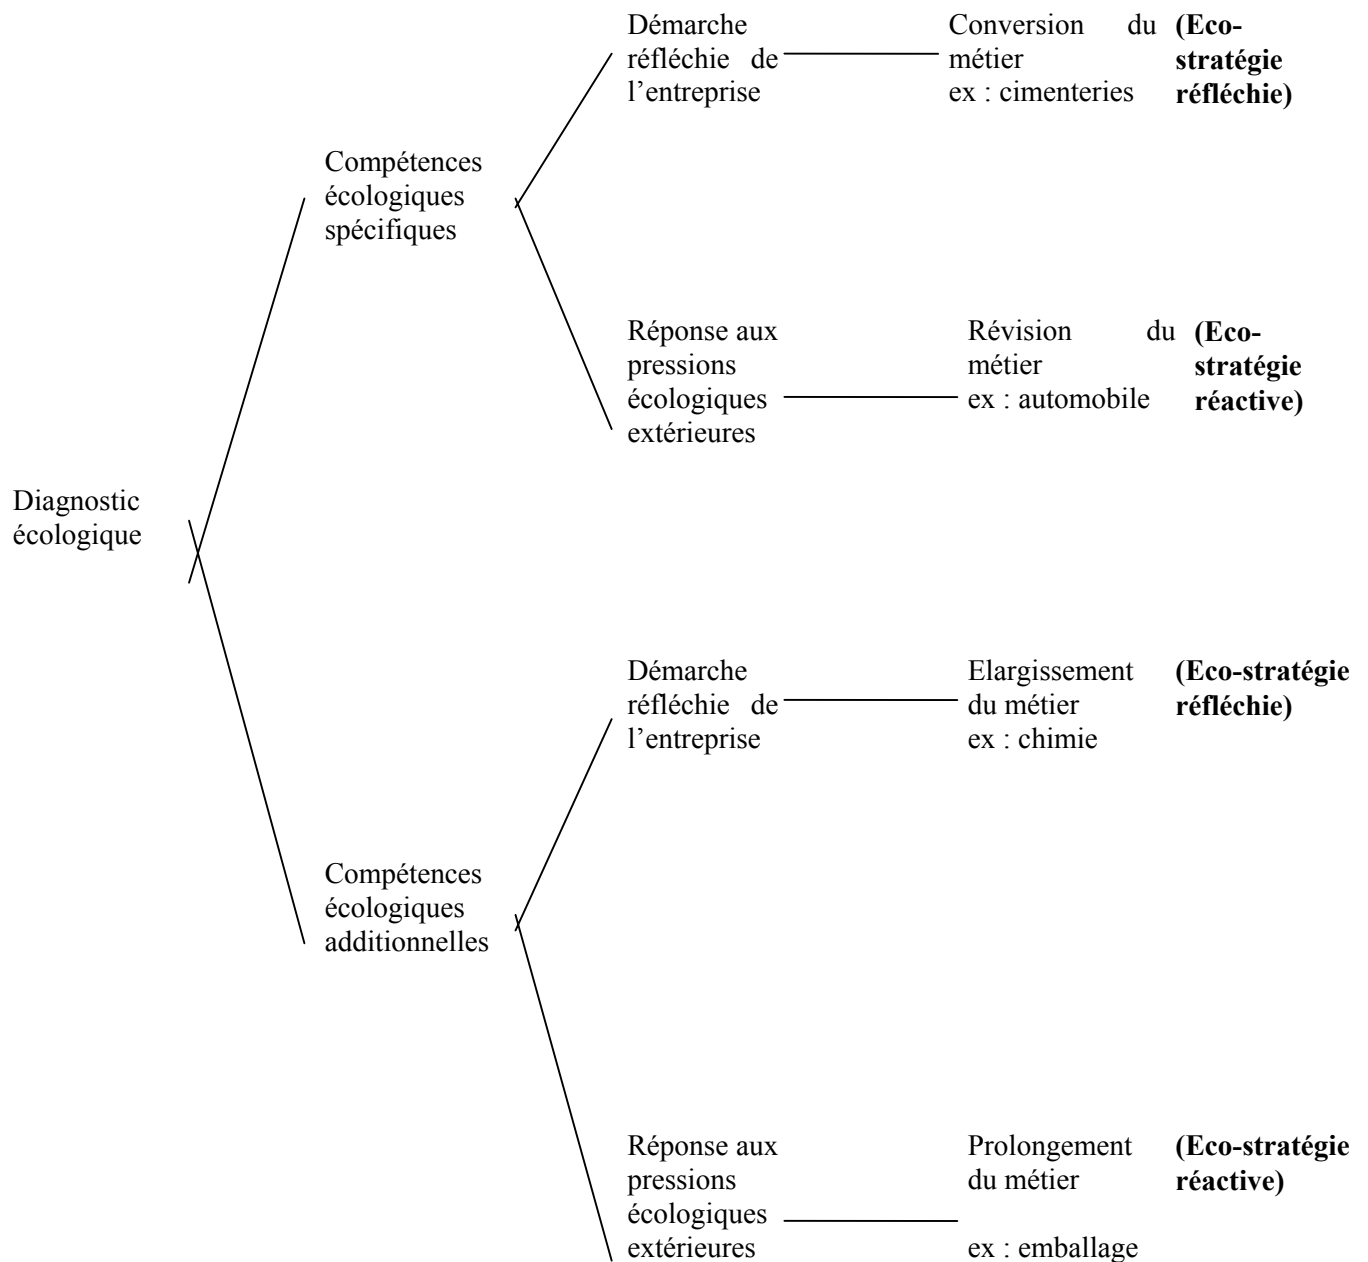 Démarche
réfléchie de
l’entreprise
Conversion du
métier
ex : cimenteries
(Eco-
stratégie
réfléchie)
Compétences
écologiques
spécifiques
Réponse aux
pressions
écologiques
extérieures
Révision du
métier
ex : automobile
(Eco-
stratégie
réactive)
Diagnostic
écologique
Démarche
réfléchie de
l’entreprise
Elargissement
du métier
ex : chimie
(Eco-stratégie
réfléchie)
Compétences
écologiques
additionnelles
Réponse aux
pressions
écologiques
extérieures
Prolongement
du métier
ex : emballage
(Eco-stratégie
réactive)